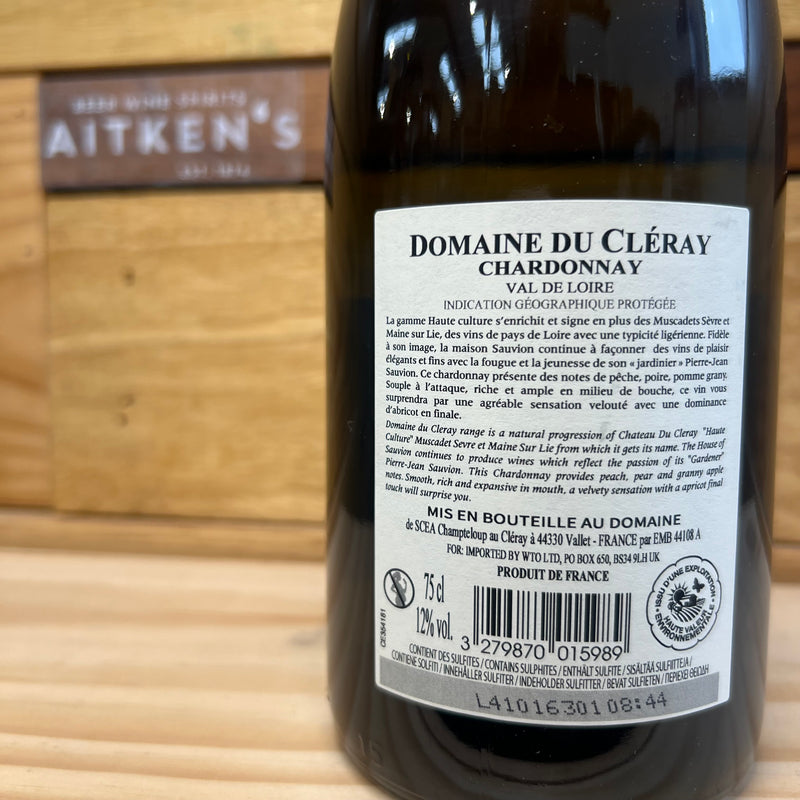 BEER WINE SPIRITS
AITKEN'S
DOMAINE DU CLÉRAY
CHARDONNAY
VAL DE LOIRE
INDICATION GÉOGRAPHIQUE PROTÉGÉE
La gamme Haute culture s'enrichit et signe en plus des Muscadets Sèvre et
Maine sur Lie, des vins de pays de Loire avec une typicité ligérienne. Fidèle
à son image, la maison Sauvion continue à façonner des vins de plaisir
élégants et fins avec la fougue et la jeunesse de son « jardinier » Pierre-Jean
Sauvion. Ce chardonnay présente des notes de pêche, poire, pomme grany.
Souple à l'attaque, riche et ample en milieu de bouche, ce vin vous
surprendra par une agréable sensation velouté avec une dominance
d'abricot en finale.
Domaine du Cleray range is a natural progression of Chateau Du Cleray "Haute
Culture" Muscadet Sevre et Maine Sur Lie from which it gets its name. The House of
Sauvion continues to produce wines which reflect the passion of its "Gardener"
Pierre-Jean Sauvion. This Chardonnay provides peach, pear and granny apple
notes. Smooth, rich and expansive in mouth, a velvety sensation with a apricot final
touch will surprise you.
MIS EN BOUTEILLE AU DOMAINE
de SCEA Champteloup au Cléray à 44330 Vallet - FRANCE par EMB 44108 A
FOR: IMPORTED BY WTO LTD, PO BOX 650, BS34 9LH UK
PRODUIT DE FRANCE
75 cl
12% vol.
CE354181
3 279870 015989
ISSU D'UNE EXPLOITATION
HAUTE VALEUR
ENVIRONNEMENTALE
CONTIENT DES SULFITES / CONTAINS SULPHITES / ENTHÄLT SULFITE / SISÄLTÄÄ SULFIITTEJA /
CONTIENE SOLFITI / INNEHÅLLER SULFITER / INDEHOLDER SULFITTER / BEVAT SULFIETEN / ΠΕΡΙΕΧΕΙ ΘΕΙΩΔΗ
L41016301 08:44